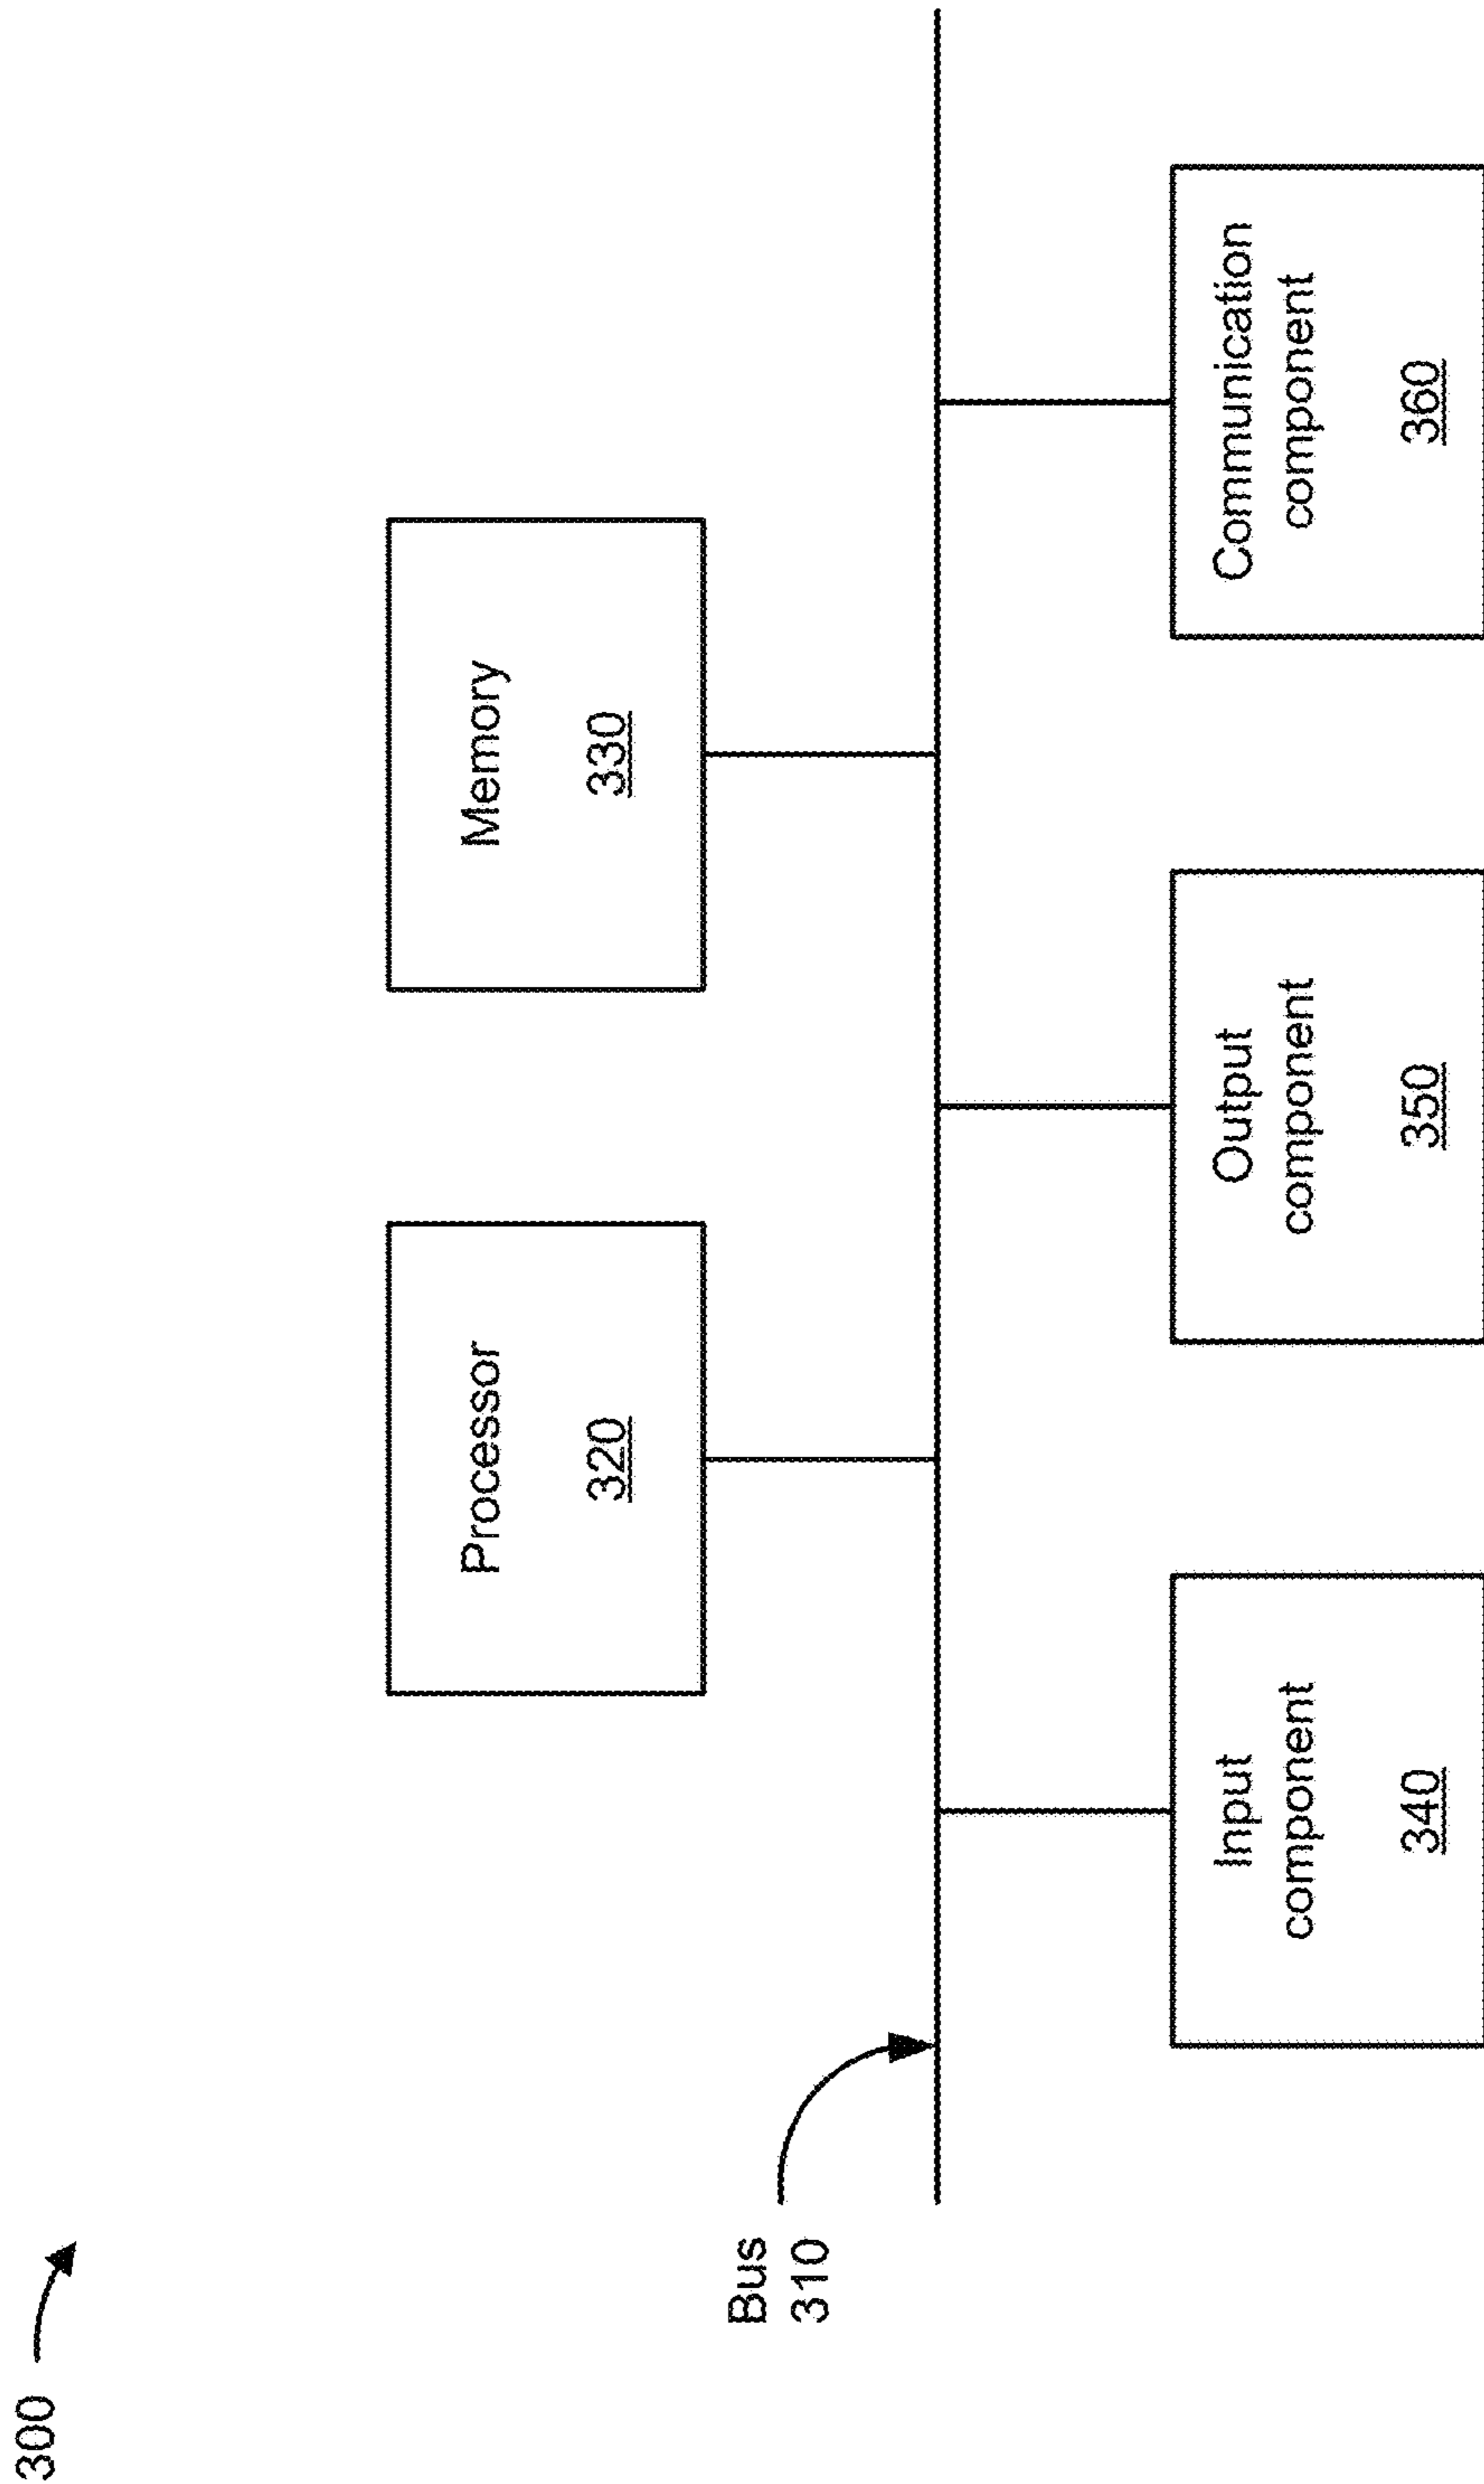 300
Processor
320
Memory
330
Bus
310
Input
component
340
Output
component
350
Communication
component
360